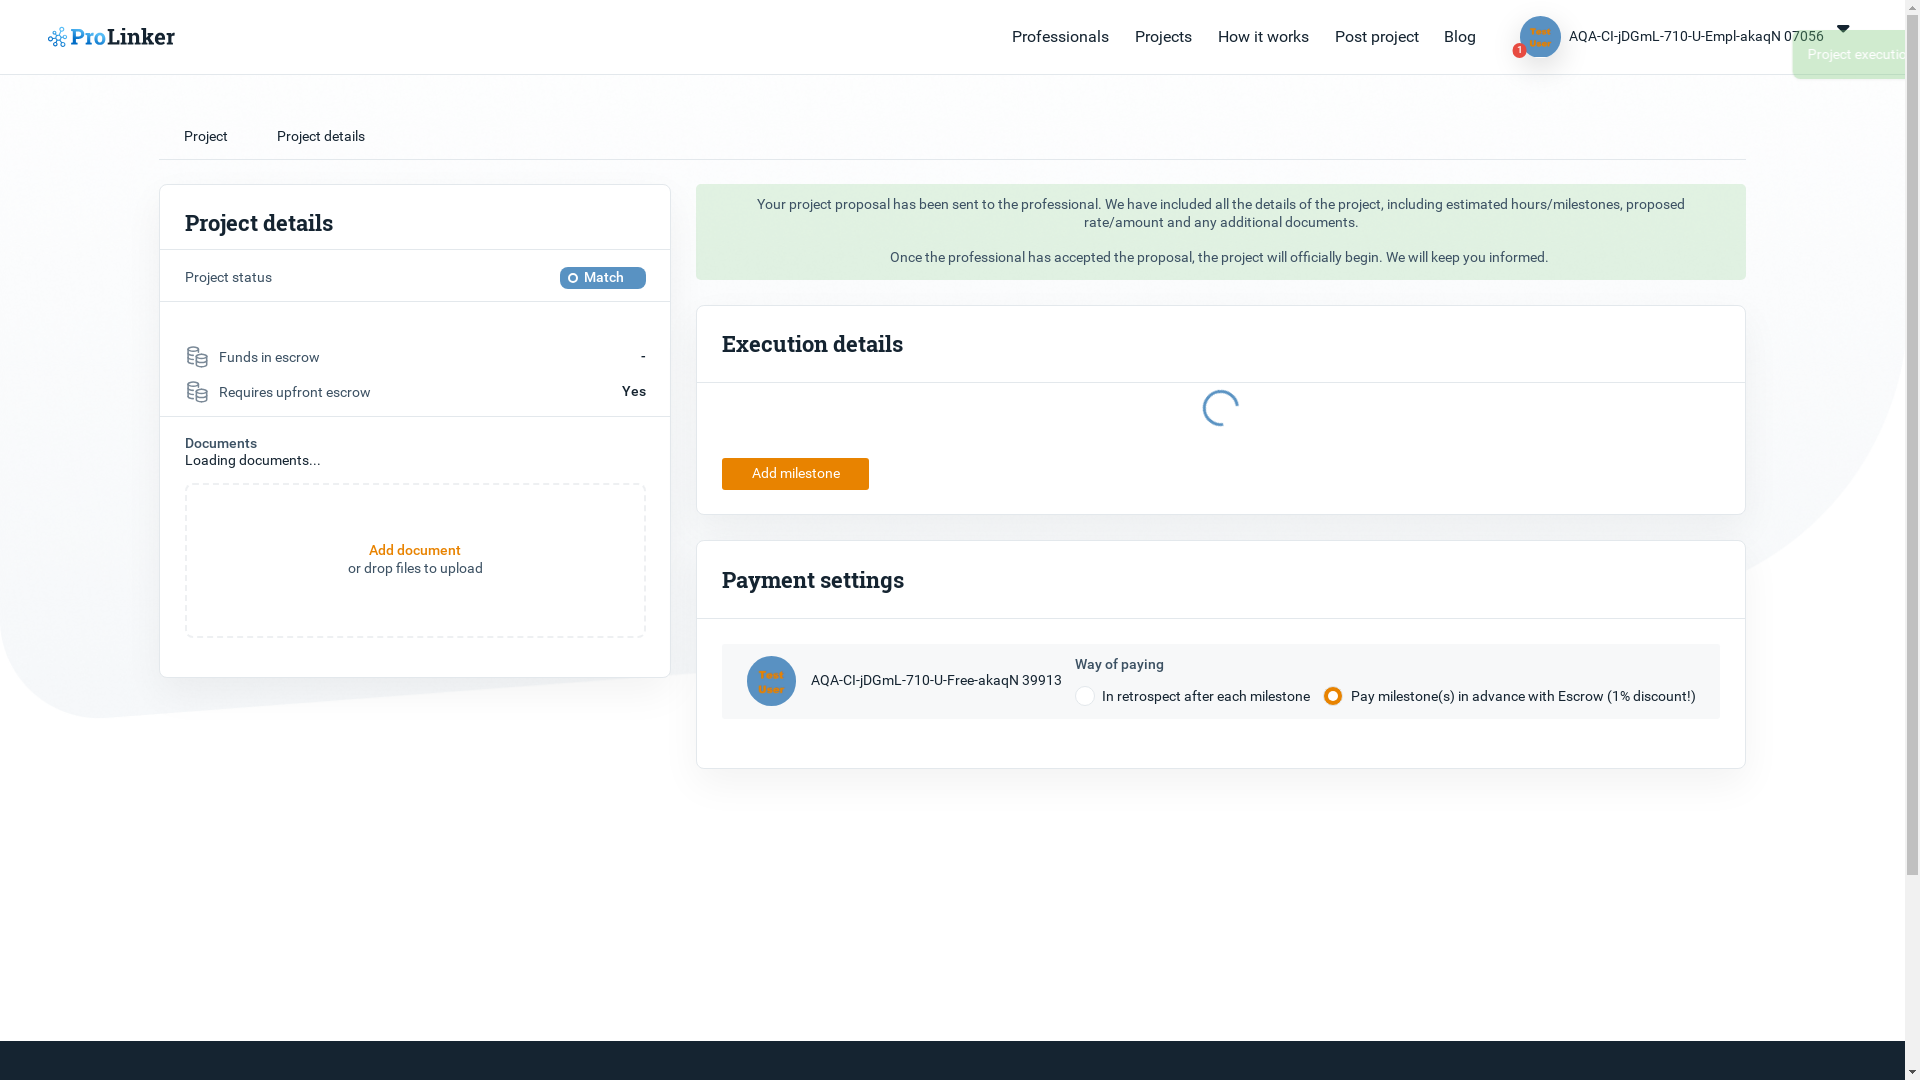 ProLinker
Professionals
Projects
How it works
Post project
Blog
Test
User
1
AQA-CI-jDGmL-710-U-Empl-akaqN 07056
Project
Project
Project details
Project details
Project status
Match
Funds in escrow
-
Requires upfront escrow
Yes
Documents
Loading documents...
Add document
or drop files to upload
Your project proposal has been sent to the professional. We have included all the details of the project, including estimated hours/milestones, proposed
rate/amount and any additional documents.
Once the professional has accepted the proposal, the project will officially begin. We will keep you informed.
Execution details
Add milestone
Payment settings
Test
User
AQA-CI-jDGmL-710-U-Free-akaqN 39913
Way of paying
In retrospect after each milestone
Pay milestone(s) in advance with Escrow (1% discount!)